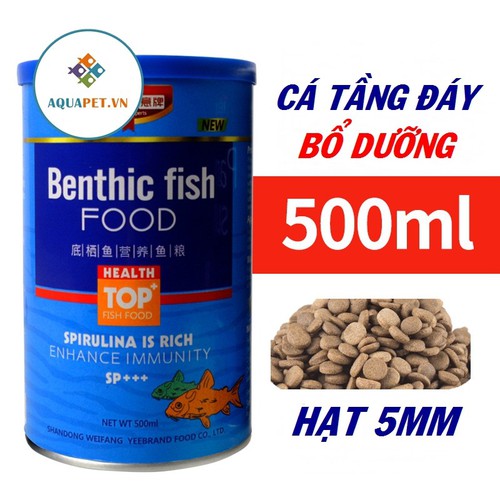 AQUAPET.VN
NEW
Benthic fish
FOOD
底栖鱼营养鱼粮
HEALTH
TOP+
FISH FOOD
SPIRULINA IS RICH
ENHANCE IMMUNITY
SP+++
NET WT 500ml
SHANDONG WEIFANG YEEBRAND FOOD CO., LTD
CÁ TẦNG ĐÁY
BỔ DƯỠNG
500ml
HẠT 5MM